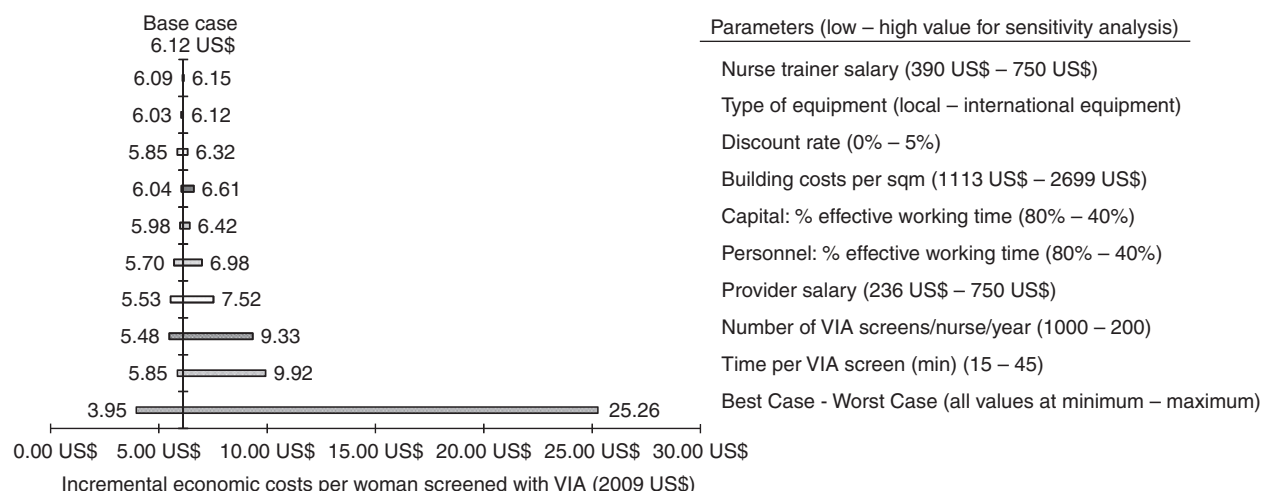 Base case
6.12 US$
Parameters (low – high value for sensitivity analysis)
6.09 6.15 Nurse trainer salary (390 US$ – 750 US$)
6.03 6.12 Type of equipment (local – international equipment)
5.85 6.32 Discount rate (0% – 5%)
6.04 6.61 Building costs per sqm (1113 US$ – 2699 US$)
5.98 6.42 Capital: % effective working time (80% – 40%)
5.70 6.98 Personnel: % effective working time (80% – 40%)
5.53 7.52 Provider salary (236 US$ – 750 US$)
5.48 9.33 Number of VIA screens/nurse/year (1000 – 200)
5.85 9.92 Time per VIA screen (min) (15 – 45)
3.95 25.26 Best Case - Worst Case (all values at minimum – maximum)
0.00 US$ 5.00 US$ 10.00 US$ 15.00 US$ 20.00 US$ 25.00 US$ 30.00 US$
Incremental economic costs per woman screened with VIA (2009 US$)